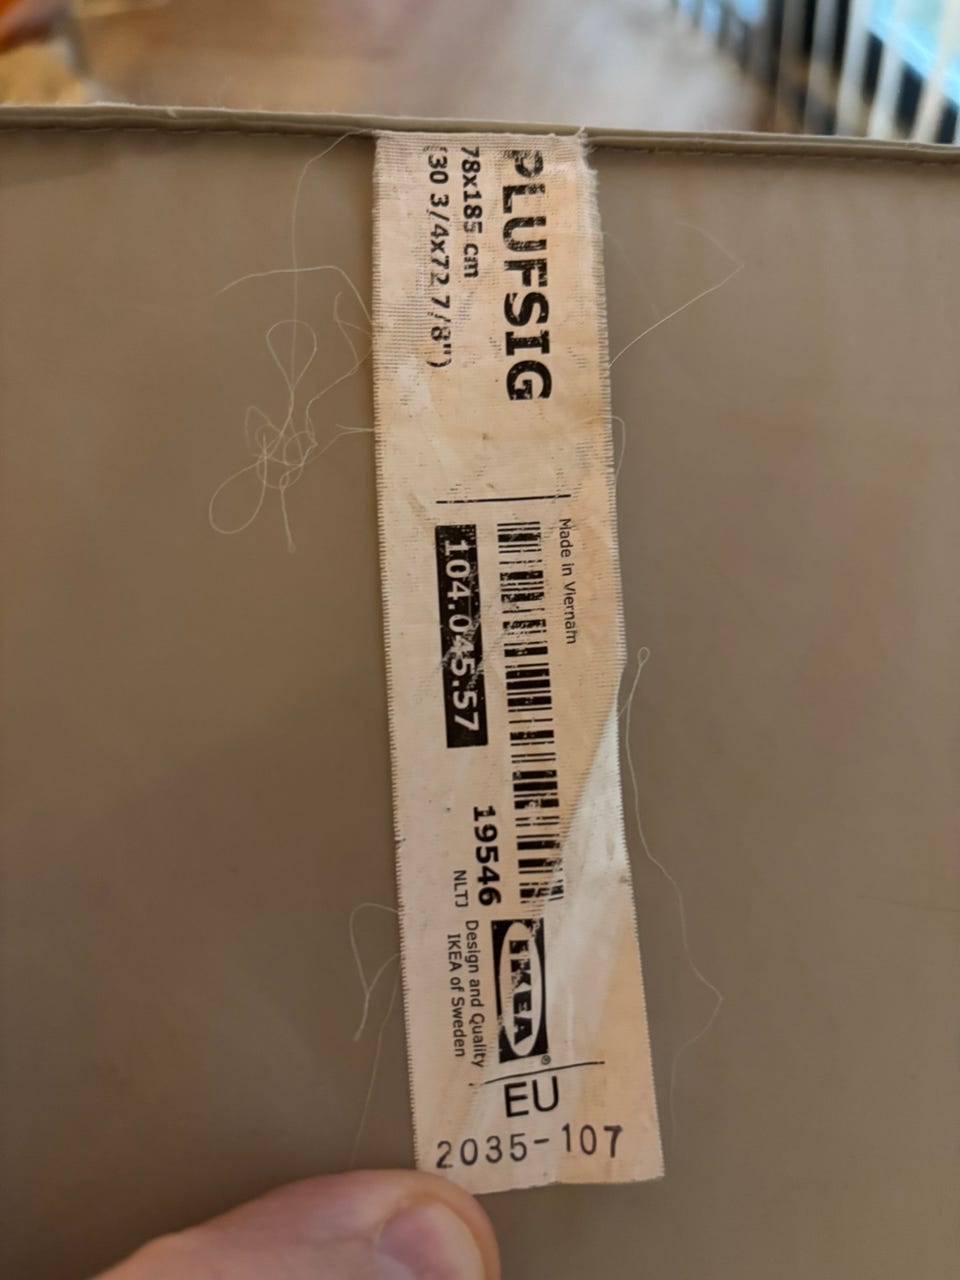 PLUFSIG
78x185 cm
(30 3/4x72 7/8")
Made in Vietnam
104.045.57
19546
NLTJ
IKEA®
Design and Quality
IKEA of Sweden
EU
2035-107